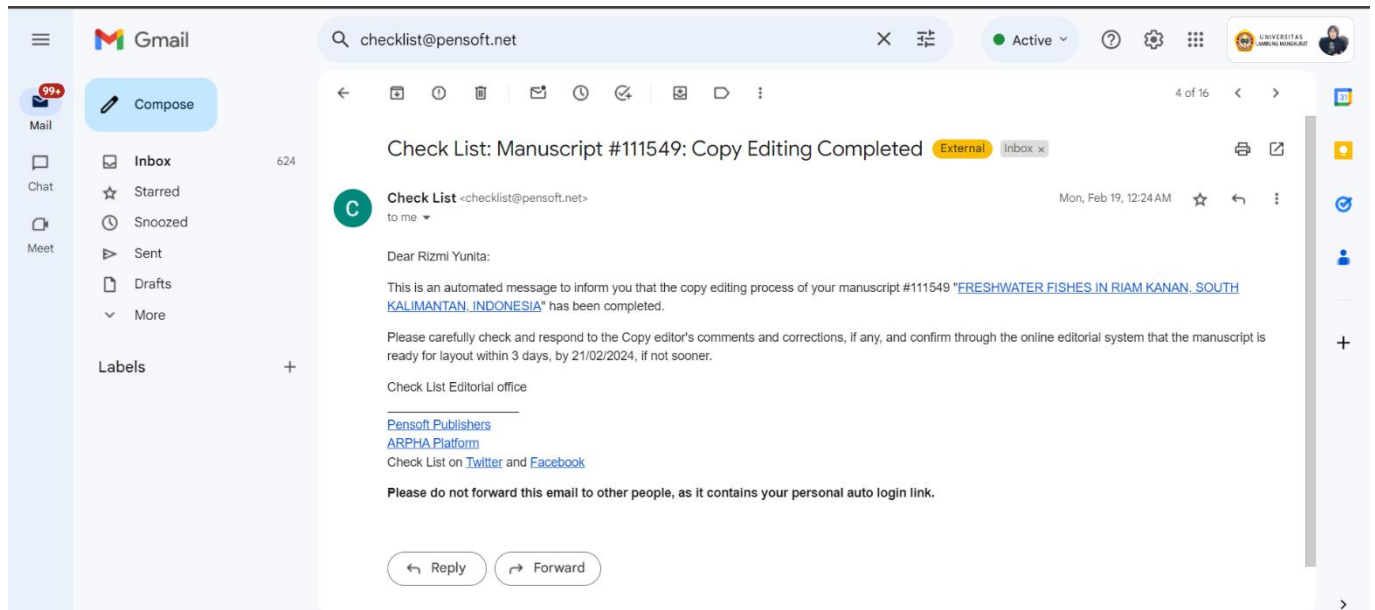 Gmail
checklist@pensoft.net
Active
UNIVERSITAS
LAMBUNG MANGKURAT
99+
Mail
Chat
Meet
Compose
Inbox 624
Starred
Snoozed
Sent
Drafts
More
Labels
4 of 16
31
Check List: Manuscript #111549: Copy Editing Completed External Inbox x
C
Check List <checklist@pensoft.net> Mon, Feb 19, 12:24 AM
to me
Dear Rizmi Yunita:
This is an automated message to inform you that the copy editing process of your manuscript #111549 "FRESHWATER FISHES IN RIAM KANAN, SOUTH
KALIMANTAN, INDONESIA" has been completed.
Please carefully check and respond to the Copy editor's comments and corrections, if any, and confirm through the online editorial system that the manuscript is
ready for layout within 3 days, by 21/02/2024, if not sooner.
Check List Editorial office
Pensoft Publishers
ARPHA Platform
Check List on Twitter and Facebook
Please do not forward this email to other people, as it contains your personal auto login link.
Reply Forward